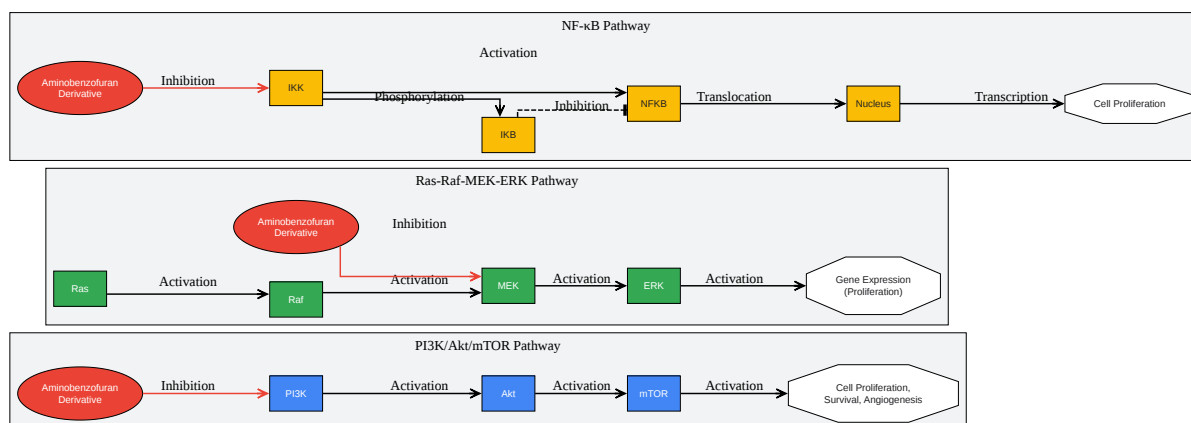 NF-κB Pathway
Activation
Aminobenzofuran
Derivative
Inhibition
IKK
Phosphorylation
Inhibition
NFKB
Translocation
Nucleus
Transcription
Cell Proliferation
IKB
Ras-Raf-MEK-ERK Pathway
Aminobenzofuran
Derivative
Inhibition
Ras
Activation
Raf
Activation
MEK
Activation
ERK
Activation
Gene Expression
(Proliferation)
PI3K/Akt/mTOR Pathway
Aminobenzofuran
Derivative
Inhibition
PI3K
Activation
Akt
Activation
mTOR
Activation
Cell Proliferation,
Survival, Angiogenesis